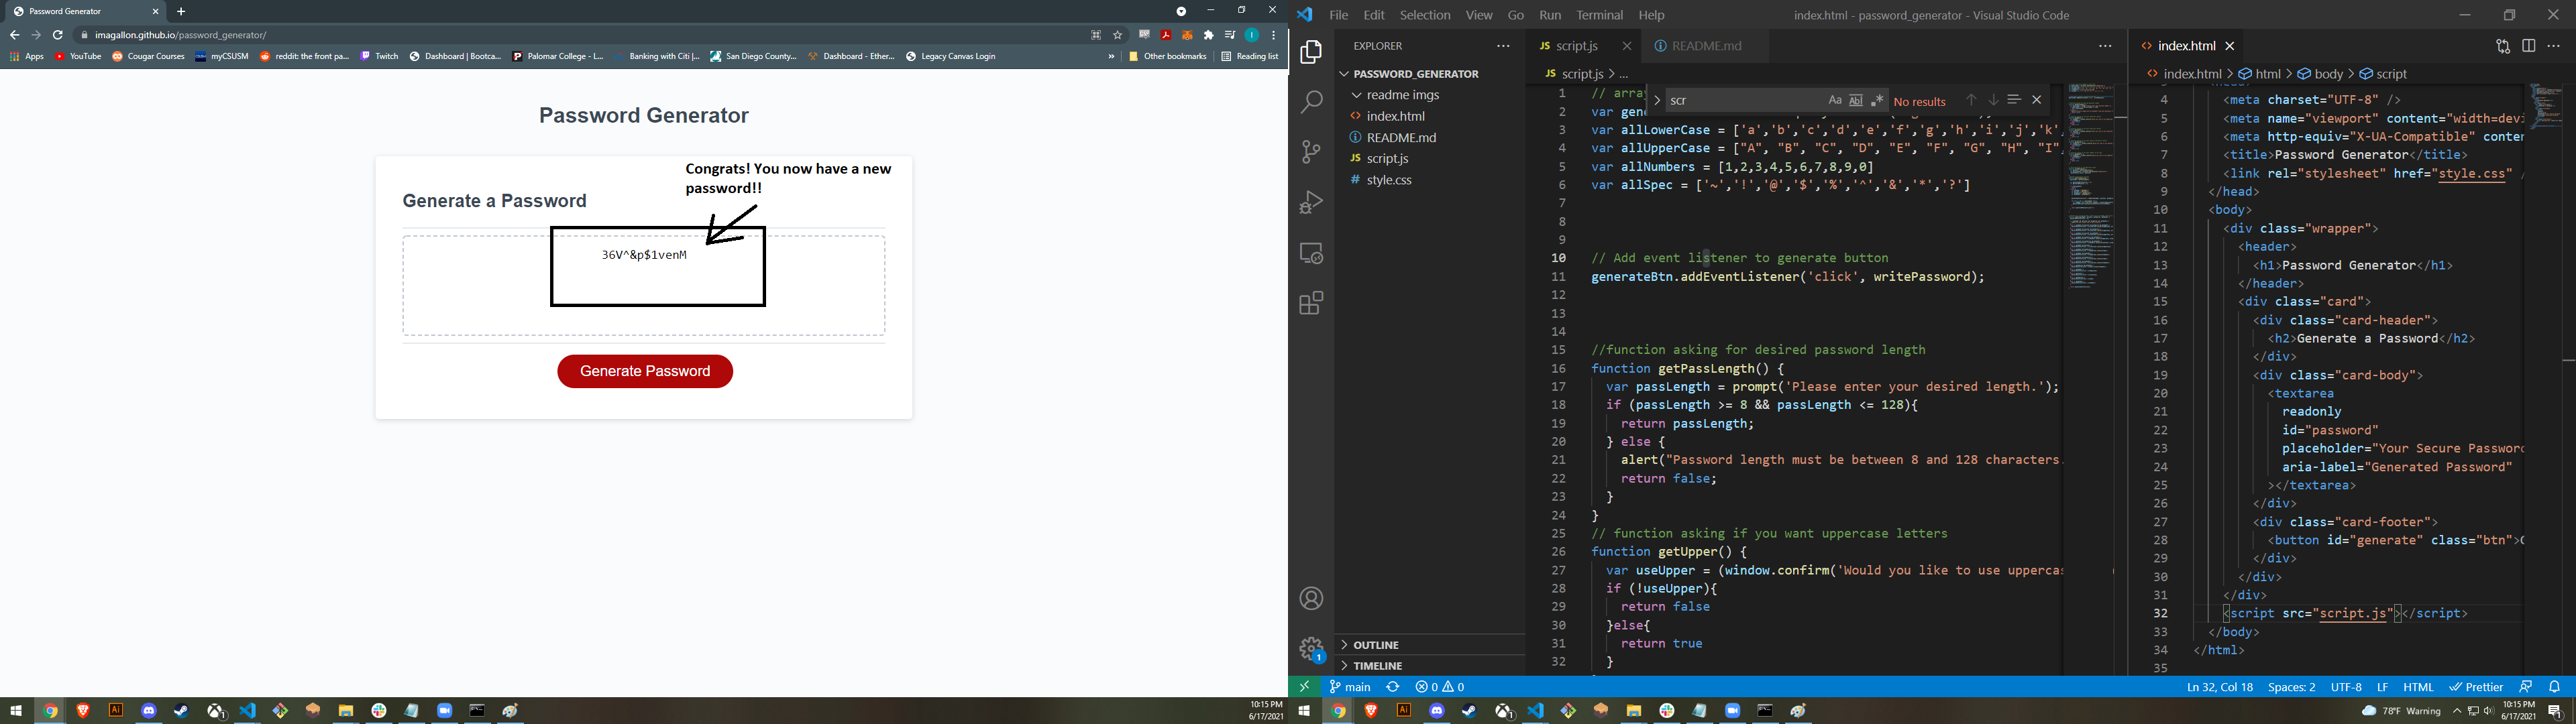 Password Generator
imagallon.github.io/password_generator/
Apps YouTube Cougar Courses myCSUSM reddit: the front pa... Twitch Dashboard | Bootca... Palomar College - L... Banking with Citi |... San Diego County... Dashboard - Ether... Legacy Canvas Login » Other bookmarks Reading list
Password Generator
Congrats! You now have a new
password!!
Generate a Password
36V^&p$1venM
Generate Password
10:15 PM
6/17/2021
File Edit Selection View Go Run Terminal Help
index.html - password_generator - Visual Studio Code
EXPLORER
PASSWORD_GENERATOR
readme imgs
index.html
README.md
JS script.js
# style.css
OUTLINE
TIMELINE
JS script.js README.md
JS script.js > ...
scr
Aa Ab .* No results
1 // arra
2 var gen
3 var allLowerCase = ['a','b','c','d','e','f','g','h','i','j','k',
4 var allUpperCase = ["A", "B", "C", "D", "E", "F", "G", "H", "I",
5 var allNumbers = [1,2,3,4,5,6,7,8,9,0]
6 var allSpec = ['~','!','@','$','%','^','&','*','?']
7
8
9
10 // Add event listener to generate button
11 generateBtn.addEventListener('click', writePassword);
12
13
14
15 //function asking for desired password length
16 function getPassLength() {
17 var passLength = prompt('Please enter your desired length.');
18 if (passLength >= 8 && passLength <= 128){
19 return passLength;
20 } else {
21 alert("Password length must be between 8 and 128 characters.
22 return false;
23 }
24 }
25 // function asking if you want uppercase letters
26 function getUpper() {
27 var useUpper = (window.confirm('Would you like to use upperca
28 if (!useUpper){
29 return false
30 }else{
31 return true
32 }
index.html
index.html > html > body > script
4 <meta charset="UTF-8" />
5 <meta name="viewport" content="width=devi
6 <meta http-equiv="X-UA-Compatible" conten
7 <title>Password Generator</title>
8 <link rel="stylesheet" href="style.css" /
9 </head>
10 <body>
11 <div class="wrapper">
12 <header>
13 <h1>Password Generator</h1>
14 </header>
15 <div class="card">
16 <div class="card-header">
17 <h2>Generate a Password</h2>
18 </div>
19 <div class="card-body">
20 <textarea
21 readonly
22 id="password"
23 placeholder="Your Secure Passwor
24 aria-label="Generated Password"
25 ></textarea>
26 </div>
27 <div class="card-footer">
28 <button id="generate" class="btn">G
29 </div>
30 </div>
31 </div>
32 <script src="script.js"></script>
33 </body>
34 </html>
35
main 0 0
Ln 32, Col 18 Spaces: 2 UTF-8 LF HTML Prettier
78°F Warning
10:15 PM
6/17/2021